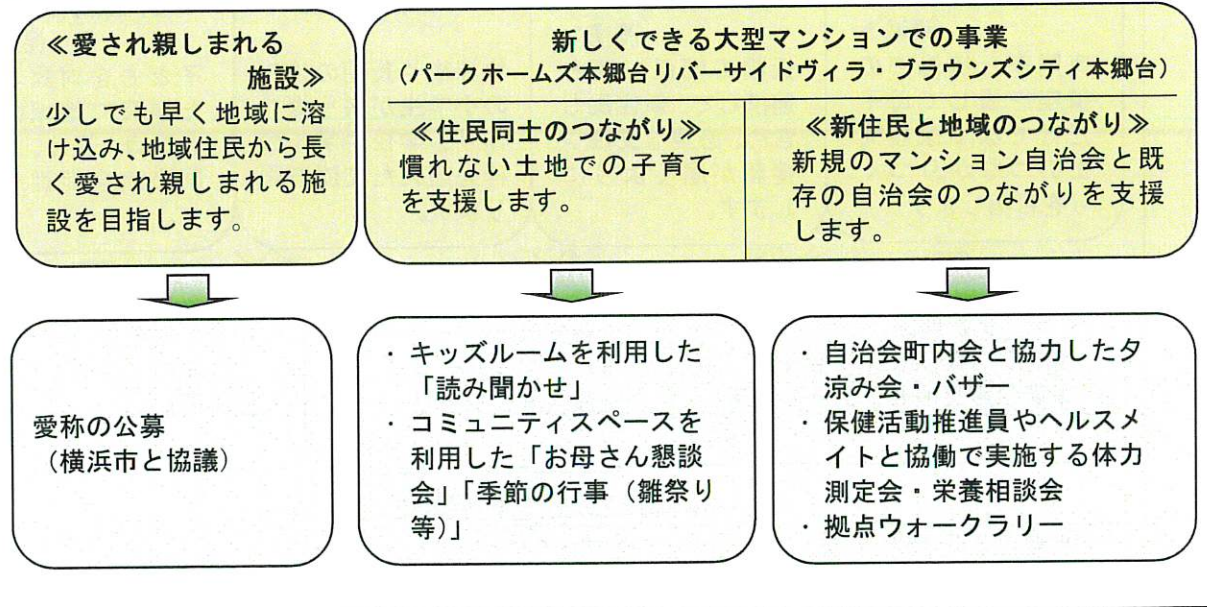 ≪愛され親しまれる
施設≫
少しでも早く地域に溶
け込み、地域住民から長
く愛され親しまれる施
設を目指します。
新しくできる大型マンションでの事業
（パークホームズ本郷台リバーサイドヴィラ・ブラウンズシティ本郷台）
≪住民同士のつながり≫
慣れない土地での子育て
を支援します。
≪新住民と地域のつながり≫
新規のマンション自治会と既
存の自治会のつながりを支援
します。
愛称の公募
（横浜市と協議）
・ キッズルームを利用した
「読み聞かせ」
・ コミュニティスペースを
利用した「お母さん懇談
会」「季節の行事（雛祭り
等）」
・ 自治会町内会と協力した夕
涼み会・バザー
・ 保健活動推進員やヘルスメ
イトと協働で実施する体力
測定会・栄養相談会
・ 拠点ウォークラリー